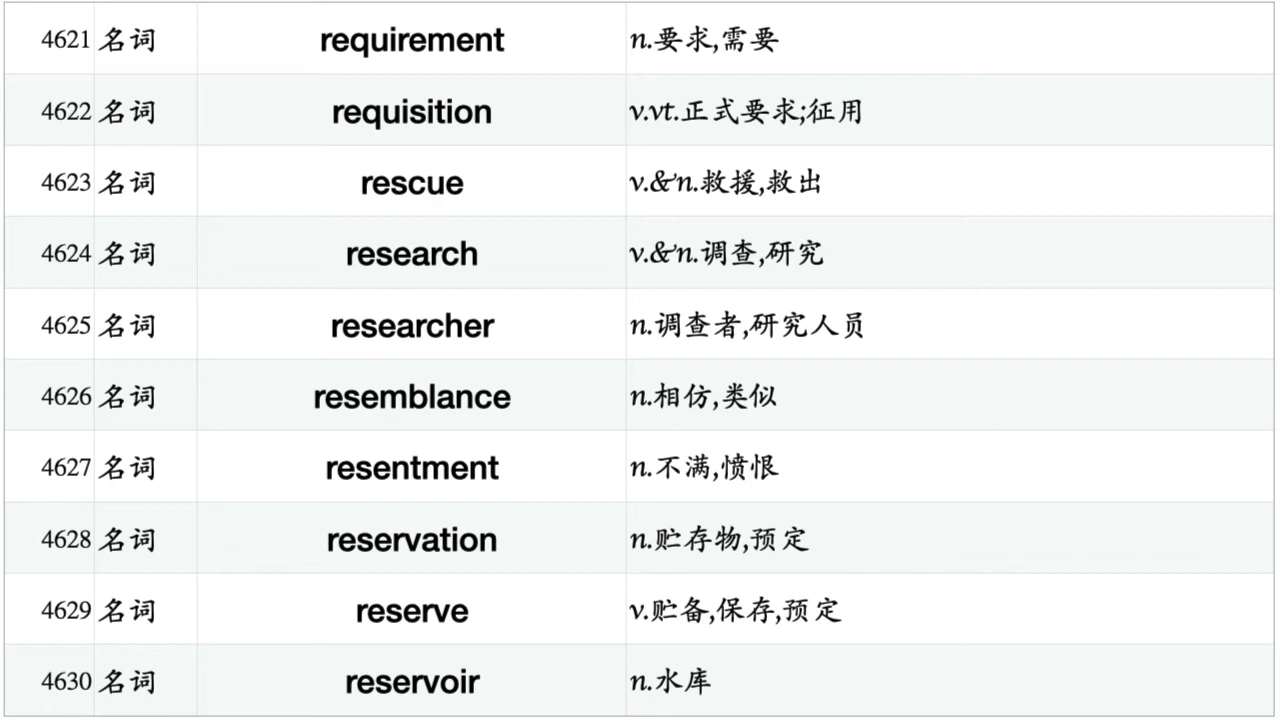 4621 名词 requirement n.要求,需要
4622 名词 requisition v.vt.正式要求;征用
4623 名词 rescue v.&n.救援,救出
4624 名词 research v.&n.调查,研究
4625 名词 researcher n.调查者,研究人员
4626 名词 resemblance n.相仿,类似
4627 名词 resentment n.不满,愤恨
4628 名词 reservation n.贮存物,预定
4629 名词 reserve v.贮备,保存,预定
4630 名词 reservoir n.水库